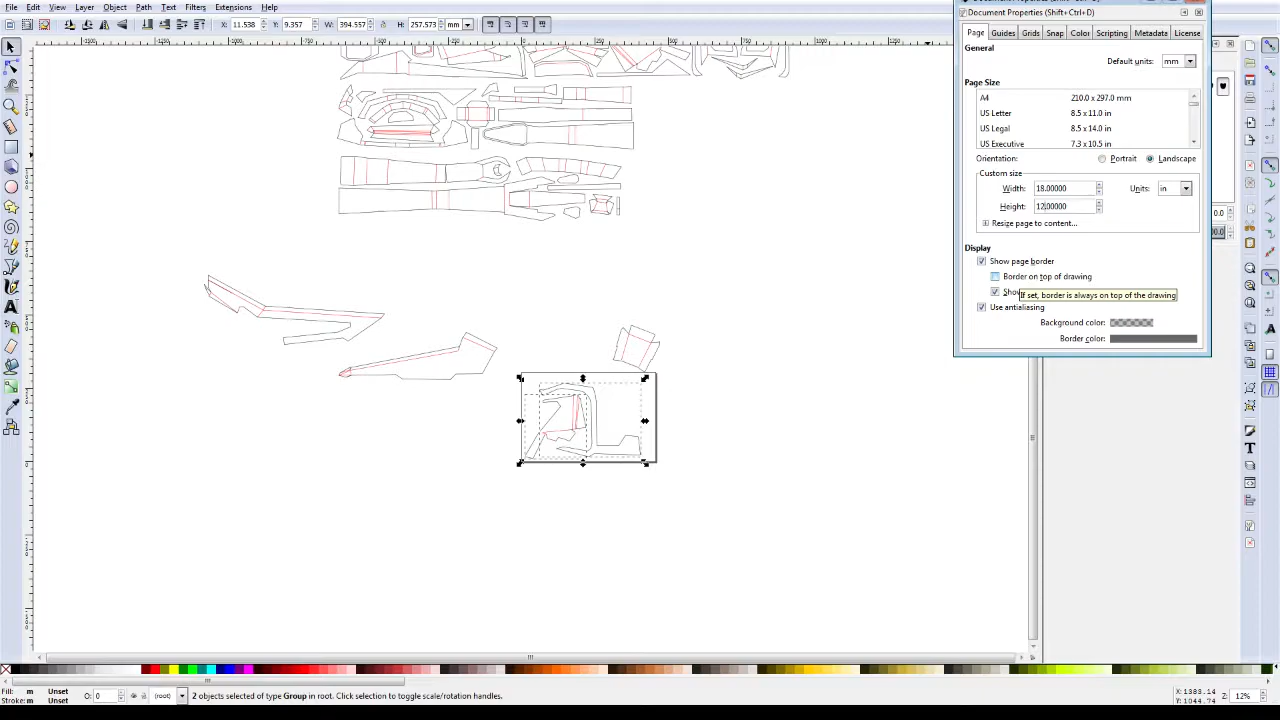 File Edit View Layer Object Path Text Filters Extensions Help
X: 11.538 Y: 9.357 W: 394.557 H: 257.573 mm
Document Properties (Shift+Ctrl+D)
Document Properties (Shift+Ctrl+D)
Page Guides Grids Snap Color Scripting Metadata License
General
Default units: mm
Page Size
A4 210.0 x 297.0 mm
US Letter 8.5 x 11.0 in
US Legal 8.5 x 14.0 in
US Executive 7.3 x 10.5 in
Orientation: Portrait Landscape
Custom size
Width: 18.00000 Units: in
Height: 12.00000
Resize page to content...
Display
Show page border
Border on top of drawing
If set, border is always on top of the drawing
Use antialiasing
Background color:
Border color:
Fill: m Unset
Stroke: m Unset
O: 0
(root)
2 objects selected of type Group in root. Click selection to toggle scale/rotation handles.
X: 1383.14
Y: 1044.74
Z: 12%